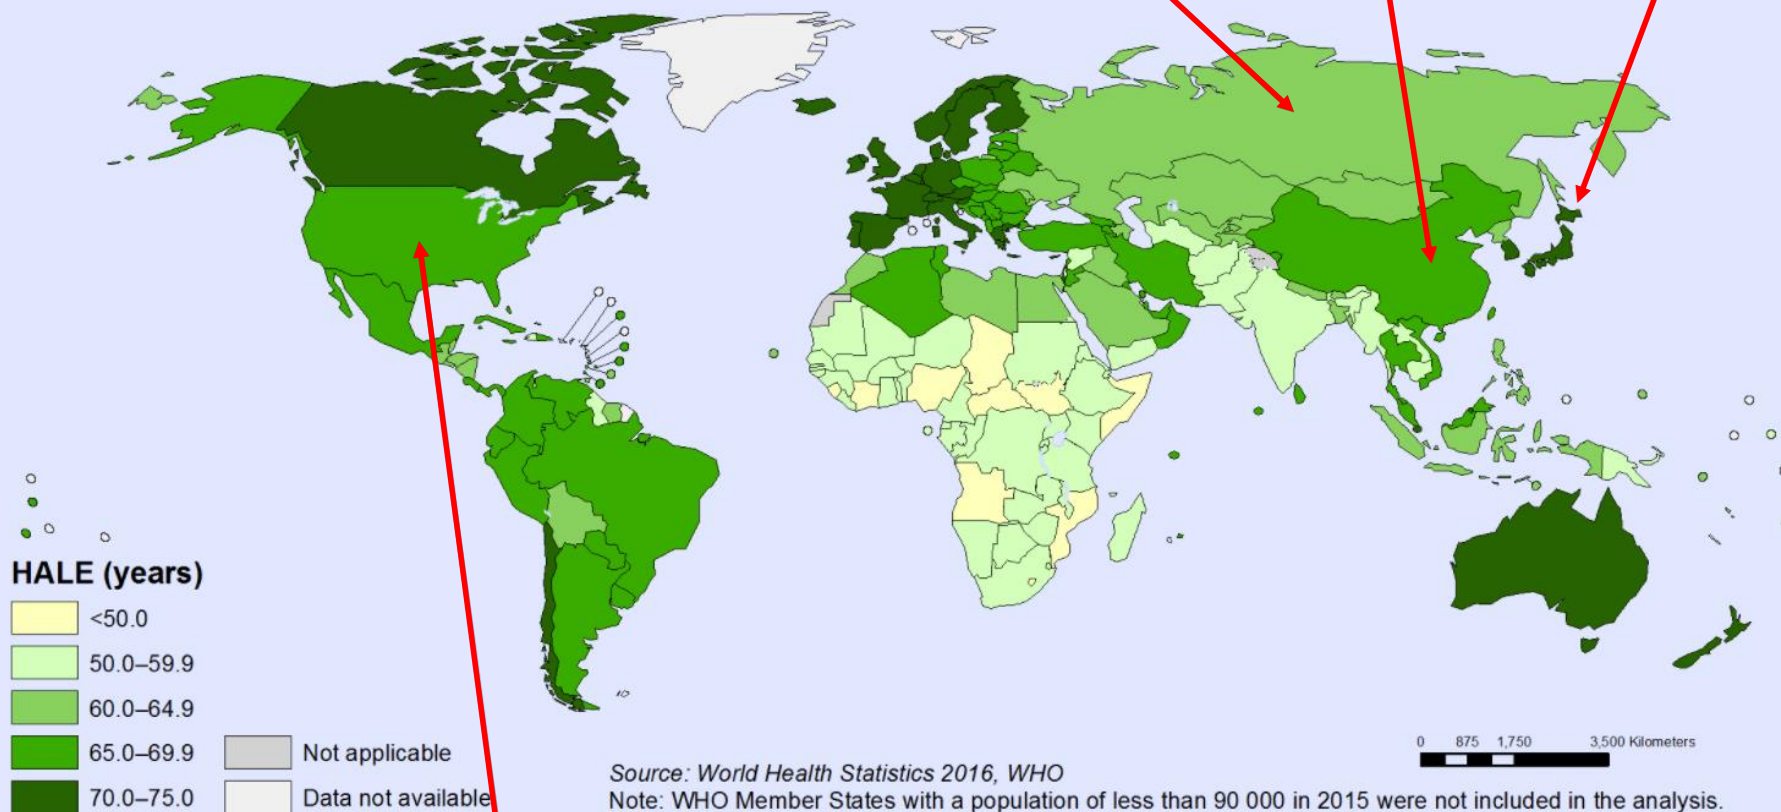 HALE (years)
<50.0
50.0–59.9
60.0–64.9
65.0–69.9
70.0–75.0
Not applicable
Data not available
0 875 1,750 3,500 Kilometers
Source: World Health Statistics 2016, WHO
Note: WHO Member States with a population of less than 90 000 in 2015 were not included in the analysis.